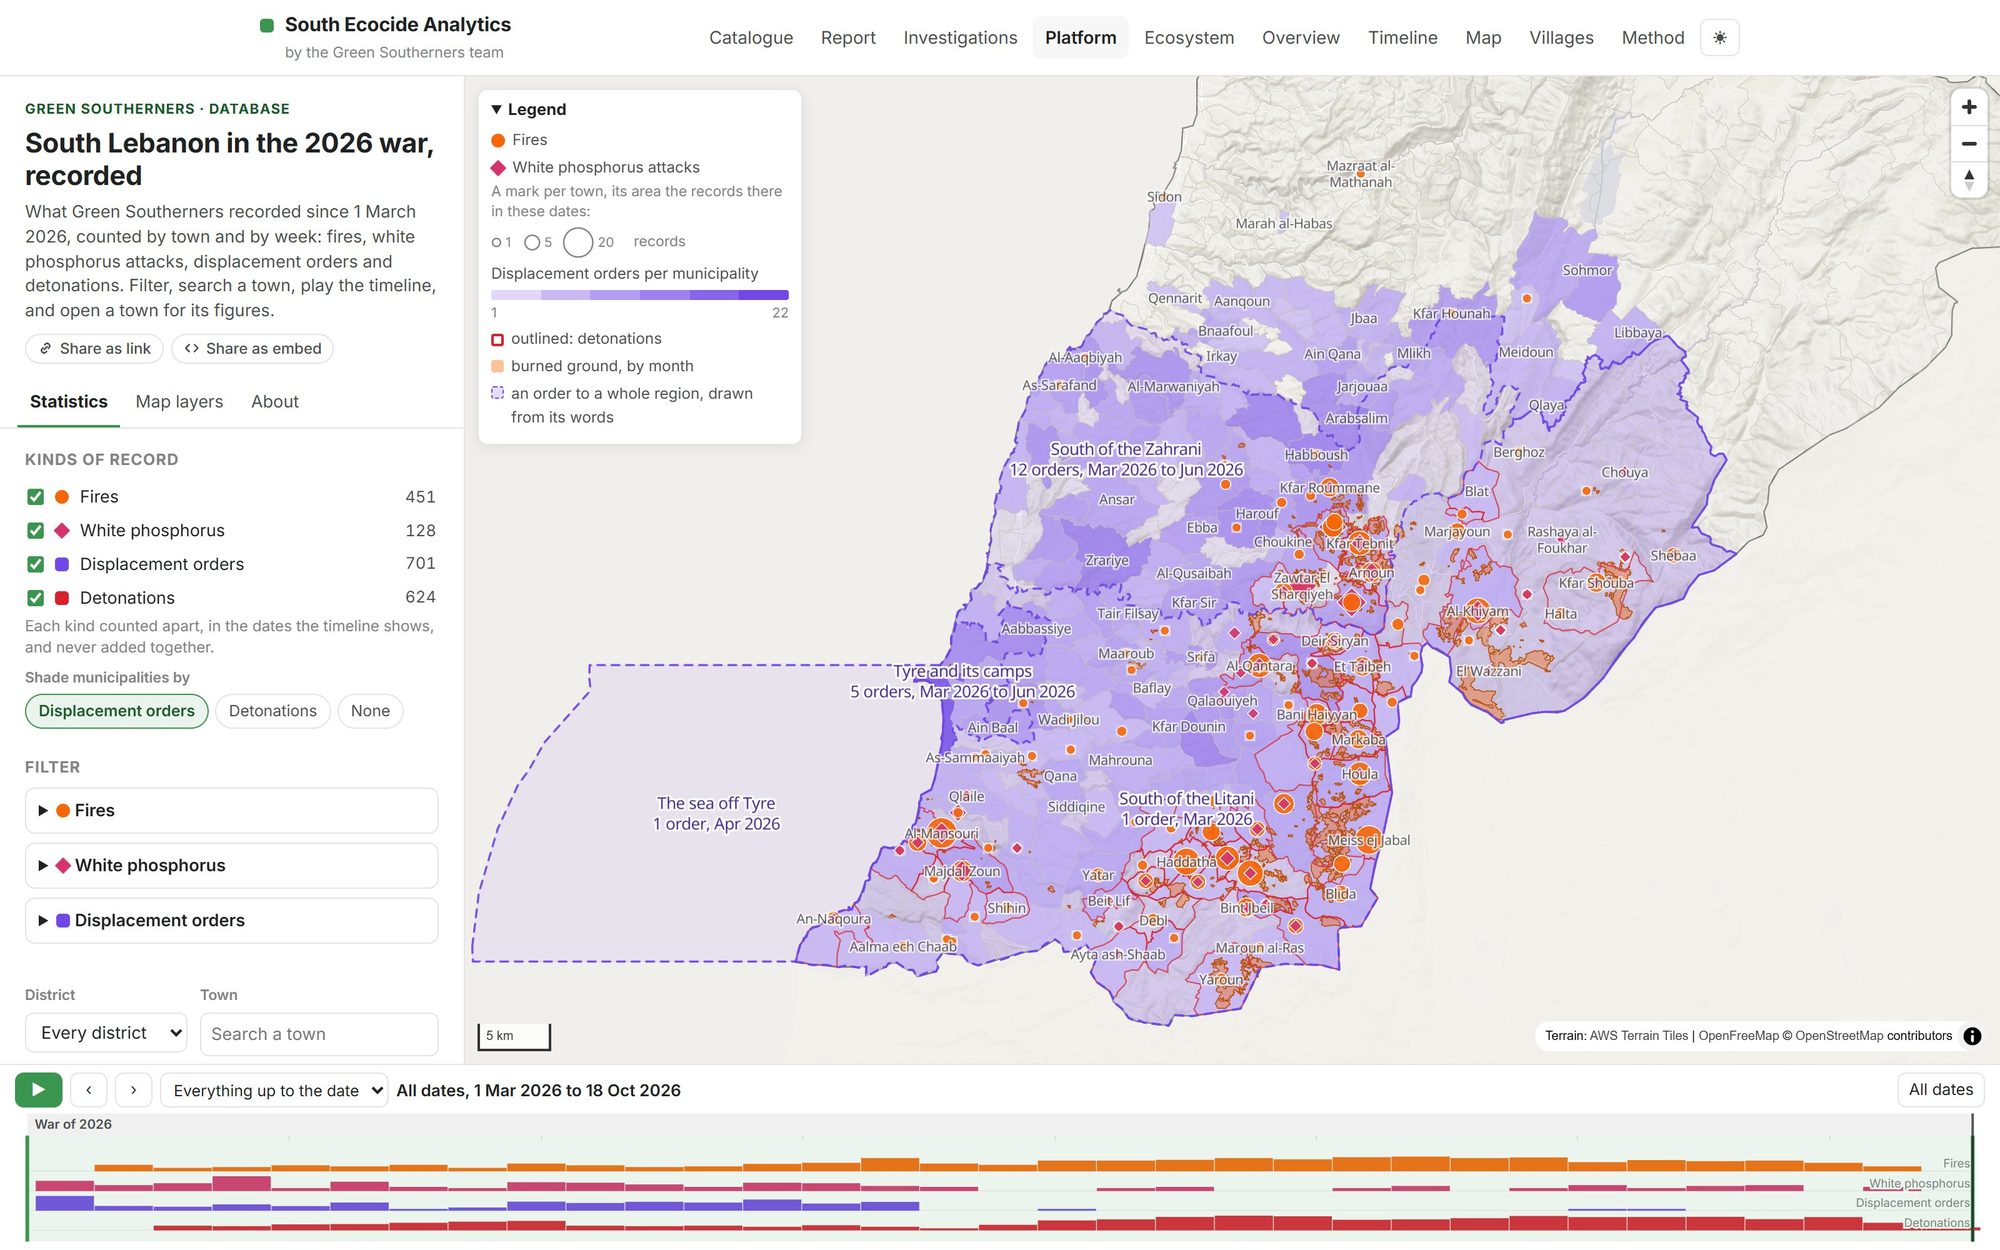 South Ecocide Analytics
by the Green Southerners team
Catalogue
Report
Investigations
Platform
Ecosystem
Overview
Timeline
Map
Villages
Method
GREEN SOUTHERNERS · DATABASE
South Lebanon in the 2026 war,
recorded
What Green Southerners recorded since 1 March
2026, counted by town and by week: fires, white
phosphorus attacks, displacement orders and
detonations. Filter, search a town, play the timeline,
and open a town for its figures.
Share as link
Share as embed
Statistics
Map layers
About
KINDS OF RECORD
Fires 451
White phosphorus 128
Displacement orders 701
Detonations 624
Each kind counted apart, in the dates the timeline shows,
and never added together.
Shade municipalities by
Displacement orders
Detonations
None
FILTER
Fires
White phosphorus
Displacement orders
District
Town
Every district
Search a town
Legend
Fires
White phosphorus attacks
A mark per town, its area the records there
in these dates:
1 5 20 records
Displacement orders per municipality
1 22
outlined: detonations
burned ground, by month
an order to a whole region, drawn
from its words
Mazraat al-
Mathanah
Sidon
Marah al-Habas
Sohmor
Qennarit
Aanqoun
Jbaa
Kfar Hounah
Bnaafoul
Libbaya
Al-Aaqbiyah
Irkay
Ain Qana
Mlikh
Meidoun
As-Sarafand
Al-Marwaniyah
Jarjouaa
Qlaya
Arabsalim
South of the Zahrani
12 orders, Mar 2026 to Jun 2026
Habboush
Berghoz
Chouya
Kfar Roummane
Blat
Ansar
Harouf
Ebba
Marjayoun
Rashaya al-
Foukhar
Choukine
Kfar Tebnit
Shebaa
Zrariye
Al-Qusaibah
Zawtar El
Sharqiyeh
Arnoun
Kfar Shouba
Kfar Sir
Tair Filsay
Al-Khiyam
Halta
Aabbassiye
Deir Siryan
Maaroub
Srifa
Al-Qantara
Et Taibeh
El Wazzani
Tyre and its camps
5 orders, Mar 2026 to Jun 2026
Baflay
Qalaouiyeh
Wadi Jilou
Bani Haiyyan
Ain Baal
Kfar Dounin
Markaba
As-Sammaaiyah
Mahrouna
Qana
Houla
Qlaile
Siddiqine
South of the Litani
1 order, Mar 2026
The sea off Tyre
1 order, Apr 2026
Al-Mansouri
Meiss ej Jabal
Haddatha
Majdal Zoun
Yatar
Blida
Beit Lif
Shihin
Bint Jbeil
An-Naqoura
Debl
Aalma ech Chaab
Ayta ash-Shaab
Maroun al-Ras
Yaroun
5 km
Terrain: AWS Terrain Tiles | OpenFreeMap © OpenStreetMap contributors
Everything up to the date
All dates, 1 Mar 2026 to 18 Oct 2026
All dates
War of 2026
Fires
White phosphorus
Displacement orders
Detonations